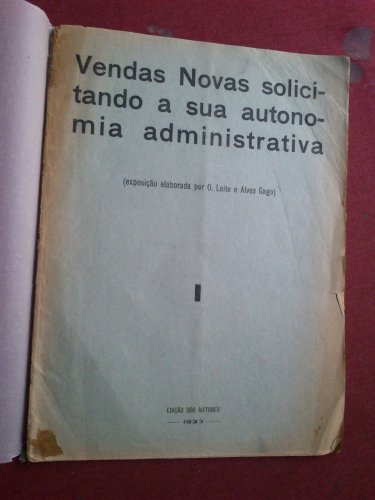 Vendas Novas solici-
tando a sua autono-
mia administrativa
(exposição elaborada por O. Leite e Alves Gago)
I
EDIÇÃO DOS AUTORES
1933